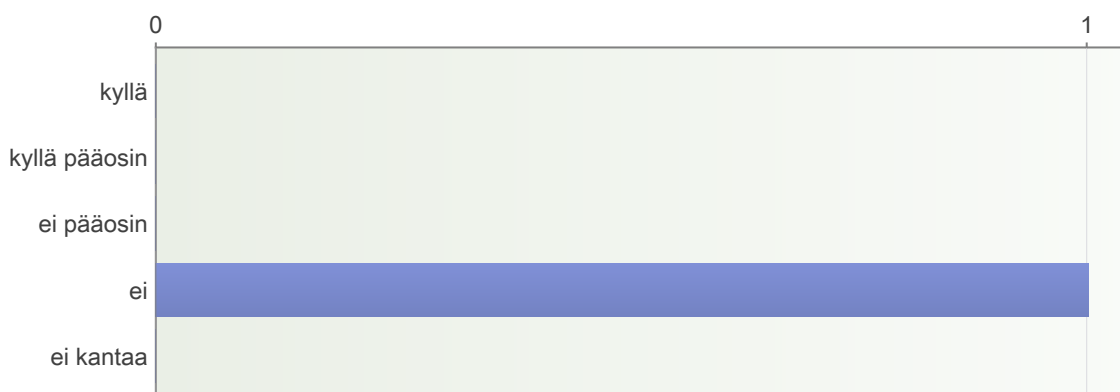 0 1
kyllä
kyllä pääosin
ei pääosin
ei
ei kantaa